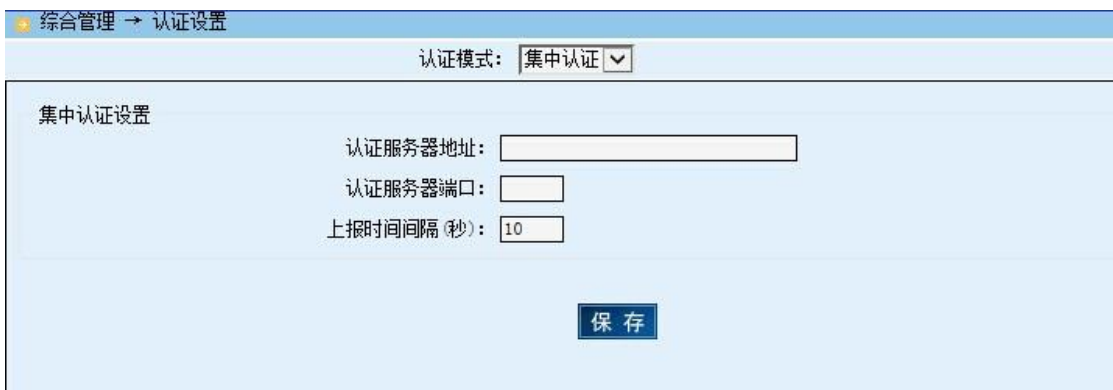 综合管理 → 认证设置
认证模式： 集中认证
集中认证设置
认证服务器地址：
认证服务器端口：
上报时间间隔(秒)： 10
保 存